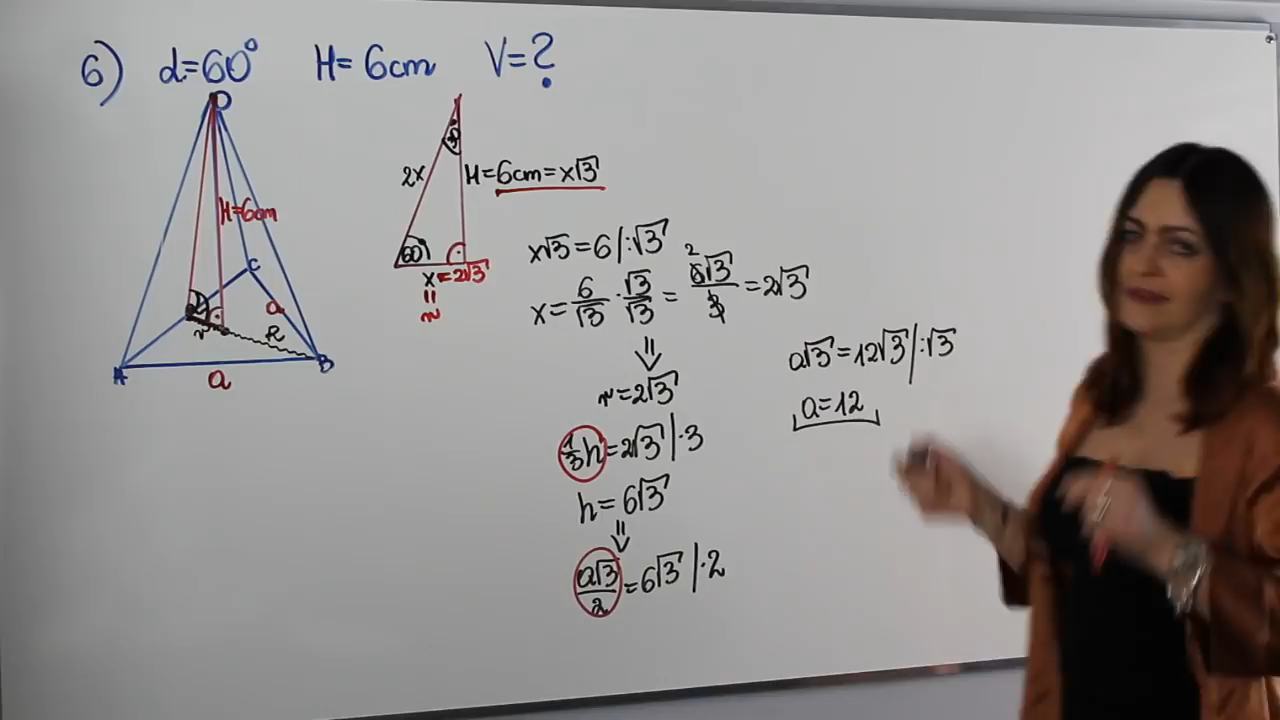 6) α=60° H=6cm V=?
D
H=6cm
C
a
α
r
R
A
a
B
2x
H=6cm=x√3
60°
x=2√3
=
r
x√3=6/:√3
x=6/√3·√3/√3=6√3/3=2√3
2
⇓
r=2√3
1/3h=2√3/·3
h=6√3
⇓
a√3/2=6√3/·2
a√3=12√3/:√3
a=12